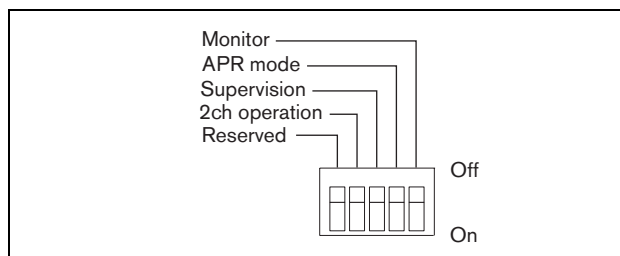 Monitor
APR mode
Supervision
2ch operation
Reserved
Off
On